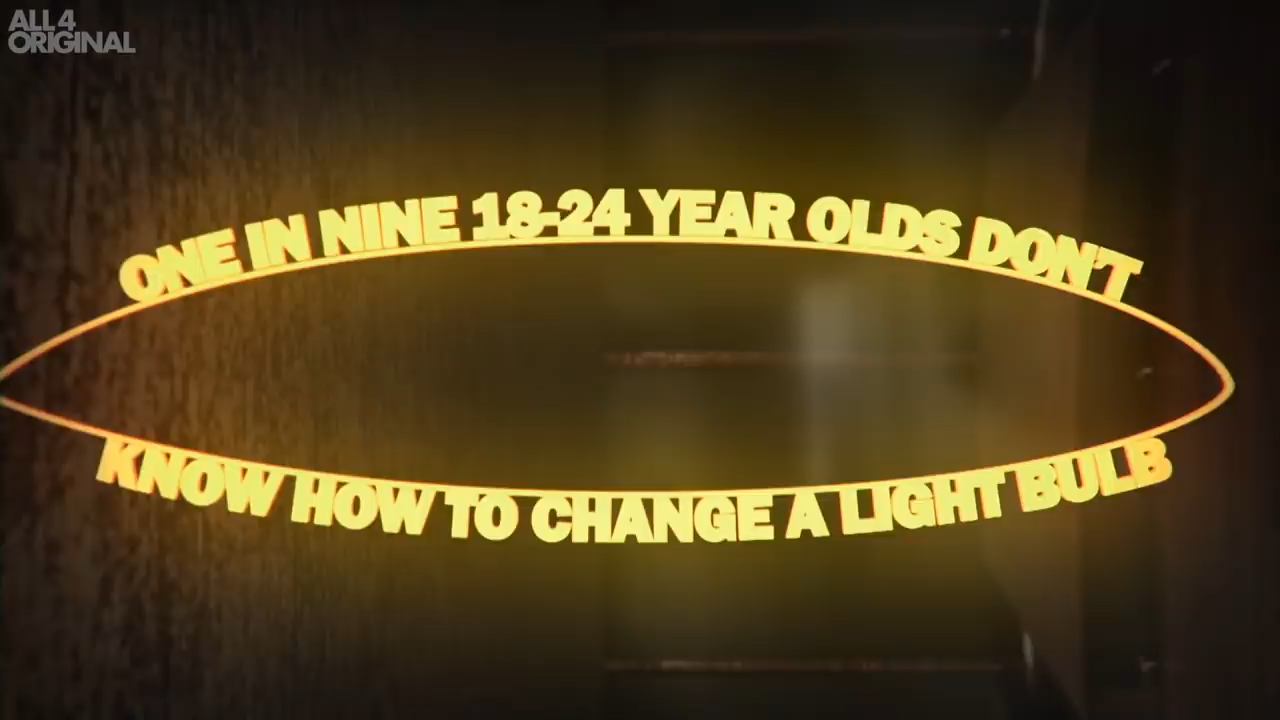 ALL 4
ORIGINAL
ONE IN NINE 18-24 YEAR OLDS DON'T
KNOW HOW TO CHANGE A LIGHT BULB